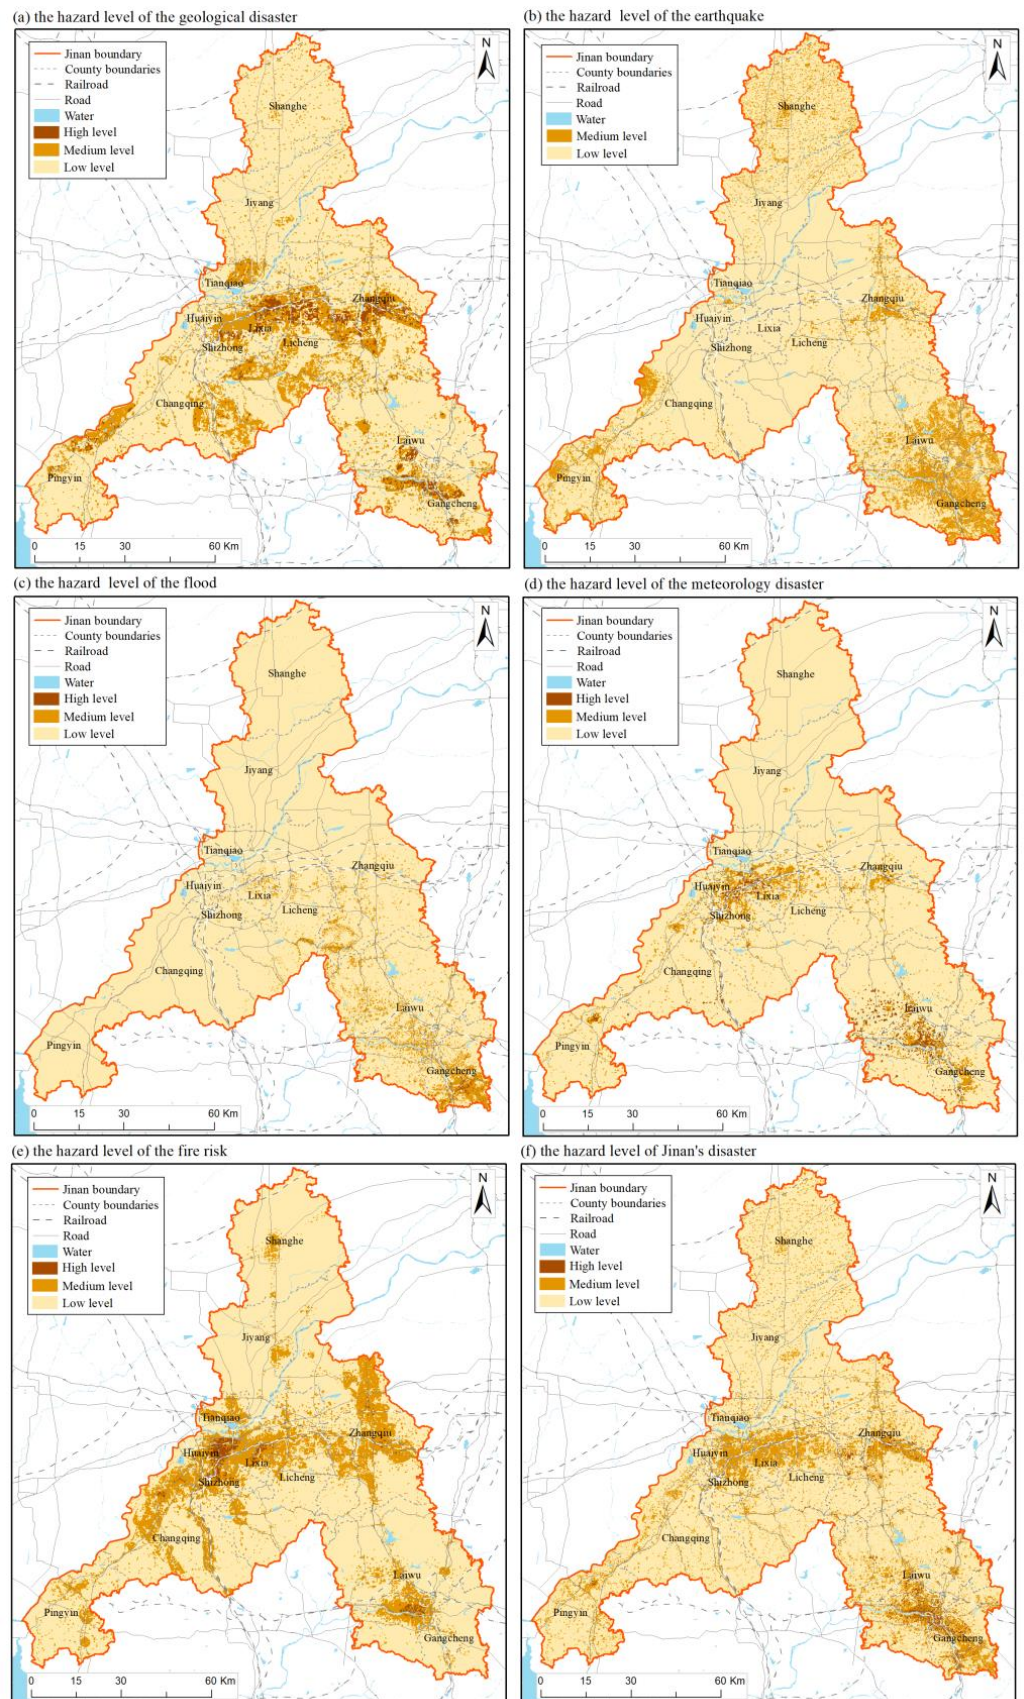 (a) the hazard level of the geological disaster
N
Jinan boundary
County boundaries
Railroad
Road
Water
High level
Medium level
Low level
Shanghe
Jiyang
Tianqiao
Zhangqiu
Huaiyin
Lixia
Shizhong
Licheng
Changqing
Laiwu
Pingyin
Gangcheng
0 15 30 60 Km
(b) the hazard level of the earthquake
N
Jinan boundary
County boundaries
Railroad
Road
Water
Medium level
Low level
Shanghe
Jiyang
Tianqiao
Zhangqiu
Huaiyin
Lixia
Shizhong
Licheng
Changqing
Laiwu
Pingyin
Gangcheng
0 15 30 60 Km
(c) the hazard level of the flood
N
Jinan boundary
County boundaries
Railroad
Road
Water
High level
Medium level
Low level
Shanghe
Jiyang
Tianqiao
Zhangqiu
Huaiyin
Lixia
Shizhong
Licheng
Changqing
Laiwu
Pingyin
Gangcheng
0 15 30 60 Km
(d) the hazard level of the meteorology disaster
N
Jinan boundary
County boundaries
Railroad
Road
Water
High level
Medium level
Low level
Shanghe
Jiyang
Tianqiao
Zhangqiu
Huaiyin
Lixia
Shizhong
Licheng
Changqing
Laiwu
Pingyin
Gangcheng
0 15 30 60 Km
(e) the hazard level of the fire risk
N
Jinan boundary
County boundaries
Railroad
Road
Water
High level
Medium level
Low level
Shanghe
Jiyang
Tianqiao
Zhangqiu
Huaiyin
Lixia
Shizhong
Licheng
Changqing
Laiwu
Pingyin
Gangcheng
0 15 30 60 Km
(f) the hazard level of Jinan's disaster
N
Jinan boundary
County boundaries
Railroad
Road
Water
High level
Medium level
Low level
Shanghe
Jiyang
Tianqiao
Zhangqiu
Huaiyin
Lixia
Shizhong
Licheng
Changqing
Laiwu
Pingyin
Gangcheng
0 15 30 60 Km